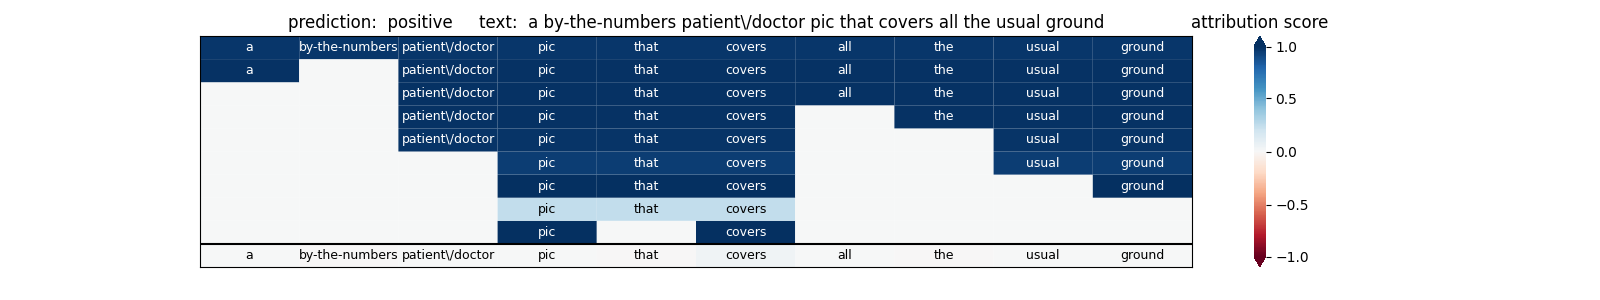 prediction:  positive     text:  a by-the-numbers patient\/doctor pic that covers all the usual ground     attribution score
a by-the-numbers patient\/doctor pic that covers all the usual ground 1.0
a patient\/doctor pic that covers all the usual ground
patient\/doctor pic that covers all the usual ground 0.5
patient\/doctor pic that covers the usual ground
patient\/doctor pic that covers usual ground 0.0
pic that covers usual ground
pic that covers ground
pic that covers −0.5
pic covers
a by-the-numbers patient\/doctor pic that covers all the usual ground −1.0